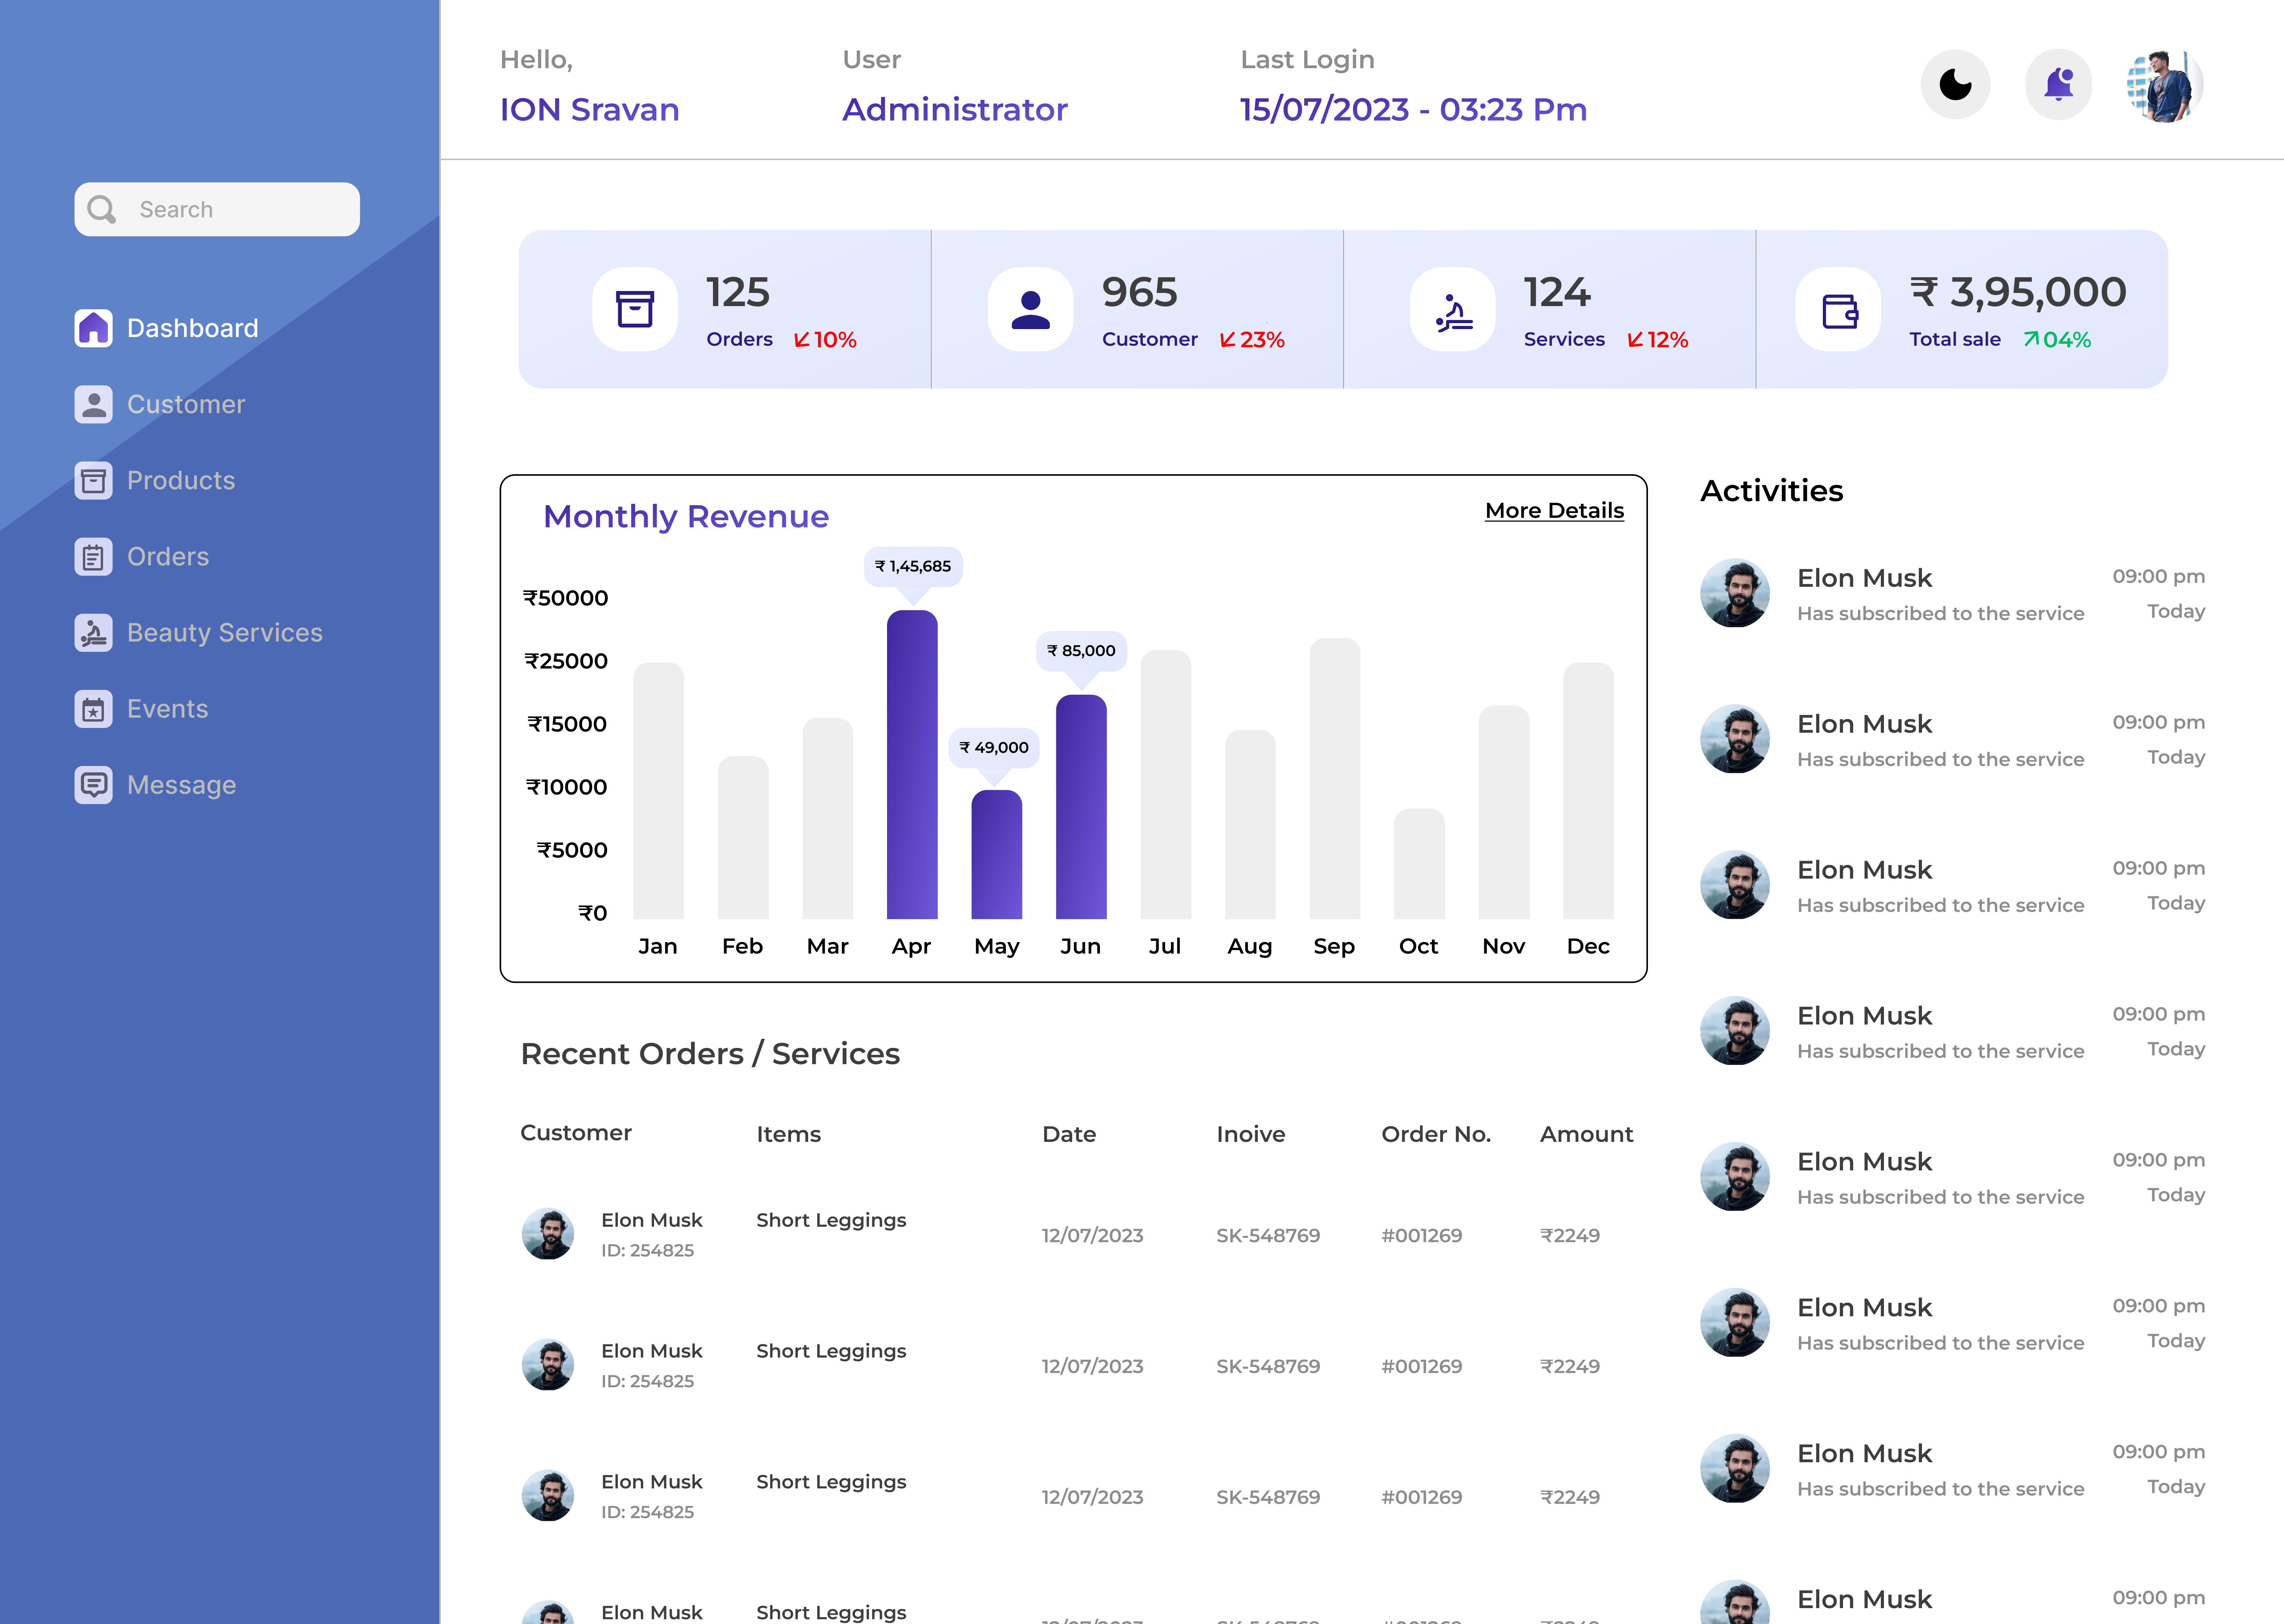 Hello,
ION Sravan
User
Administrator
Last Login
15/07/2023 - 03:23 Pm
Search
Dashboard
Customer
Products
Orders
Beauty Services
Events
Message
125
Orders 10%
965
Customer 23%
124
Services 12%
₹ 3,95,000
Total sale 04%
Monthly Revenue
More Details
₹ 1,45,685
₹ 85,000
₹ 49,000
₹50000
₹25000
₹15000
₹10000
₹5000
₹0
Jan Feb Mar Apr May Jun Jul Aug Sep Oct Nov Dec
Activities
Elon Musk 09:00 pm
Has subscribed to the service Today
Elon Musk 09:00 pm
Has subscribed to the service Today
Elon Musk 09:00 pm
Has subscribed to the service Today
Elon Musk 09:00 pm
Has subscribed to the service Today
Elon Musk 09:00 pm
Has subscribed to the service Today
Elon Musk 09:00 pm
Has subscribed to the service Today
Elon Musk 09:00 pm
Has subscribed to the service Today
Elon Musk 09:00 pm
Recent Orders / Services
Customer Items Date Inoive Order No. Amount
Elon Musk Short Leggings
ID: 254825 12/07/2023 SK-548769 #001269 ₹2249
Elon Musk Short Leggings
ID: 254825 12/07/2023 SK-548769 #001269 ₹2249
Elon Musk Short Leggings
ID: 254825 12/07/2023 SK-548769 #001269 ₹2249
Elon Musk Short Leggings